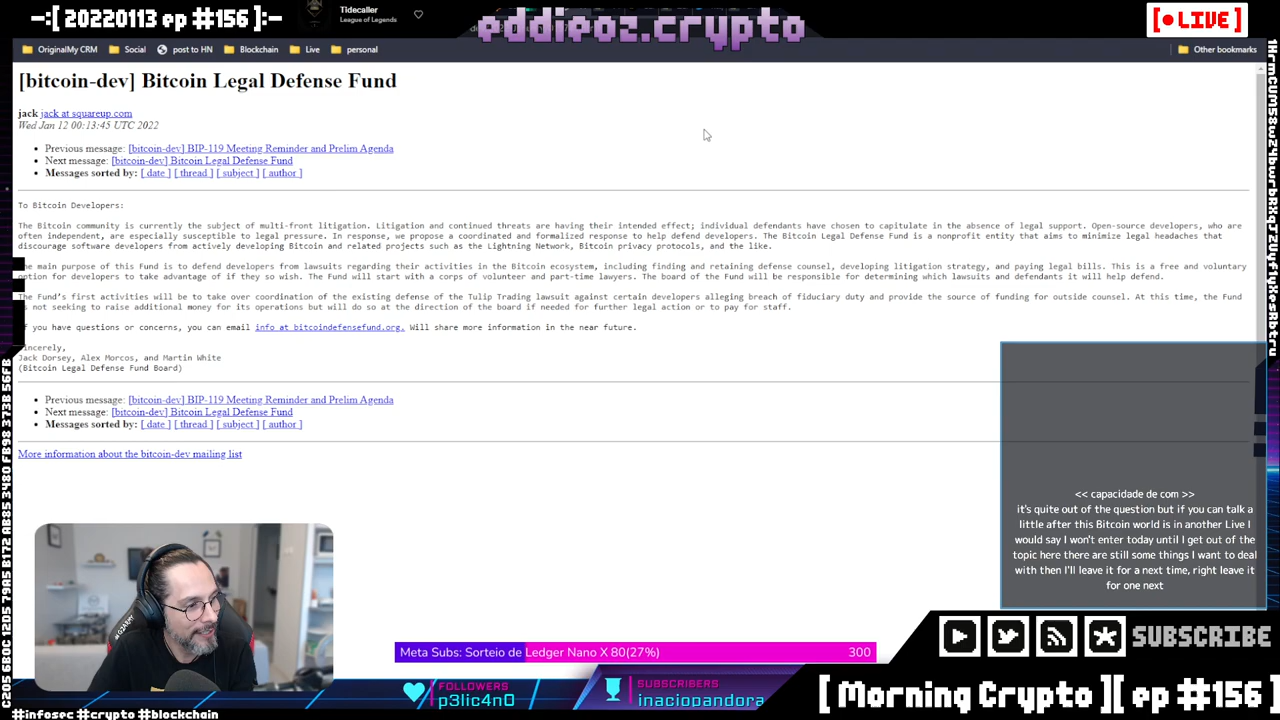 -:[ 20220113 ep #156 ]:-
Tidecaller
League of Legends
eddieoz.crypto
[ LIVE ]
OriginalMy CRM
Social
post to HN
Blockchain
Live
personal
Other bookmarks
[bitcoin-dev] Bitcoin Legal Defense Fund
jack jack at squareup.com
Wed Jan 12 00:13:45 UTC 2022
Previous message: [bitcoin-dev] BIP-119 Meeting Reminder and Prelim Agenda
Next message: [bitcoin-dev] Bitcoin Legal Defense Fund
Messages sorted by: [ date ] [ thread ] [ subject ] [ author ]
To Bitcoin Developers:
The Bitcoin community is currently the subject of multi-front litigation. Litigation and continued threats are having their intended effect; individual defendants have chosen to capitulate in the absence of legal support. Open-source developers, who are
often independent, are especially susceptible to legal pressure. In response, we propose a coordinated and formalized response to help defend developers. The Bitcoin Legal Defense Fund is a nonprofit entity that aims to minimize legal headaches that
discourage software developers from actively developing Bitcoin and related projects such as the Lightning Network, Bitcoin privacy protocols, and the like.
The main purpose of this Fund is to defend developers from lawsuits regarding their activities in the Bitcoin ecosystem, including finding and retaining defense counsel, developing litigation strategy, and paying legal bills. This is a free and voluntary
option for developers to take advantage of if they so wish. The Fund will start with a corps of volunteer and part-time lawyers. The board of the Fund will be responsible for determining which lawsuits and defendants it will help defend.
The Fund's first activities will be to take over coordination of the existing defense of the Tulip Trading lawsuit against certain developers alleging breach of fiduciary duty and provide the source of funding for outside counsel. At this time, the Fund
is not seeking to raise additional money for its operations but will do so at the direction of the board if needed for further legal action or to pay for staff.
If you have questions or concerns, you can email info at bitcoindefensefund.org. Will share more information in the near future.
Sincerely,
Jack Dorsey, Alex Morcos, and Martin White
(Bitcoin Legal Defense Fund Board)
Previous message: [bitcoin-dev] BIP-119 Meeting Reminder and Prelim Agenda
Next message: [bitcoin-dev] Bitcoin Legal Defense Fund
Messages sorted by: [ date ] [ thread ] [ subject ] [ author ]
More information about the bitcoin-dev mailing list
<< capacidade de com >>
it's quite out of the question but if you can talk a
little after this Bitcoin world is in another Live I
would say I won't enter today until I get out of the
topic here there are still some things I want to deal
with then I'll leave it for a next time, right leave it
for one next
SUBSCRIBE
Meta Subs: Sorteio de Ledger Nano X 80(27%)
300
FOLLOWERS
p3lic4n0
SUBSCRIBERS
inaciopandora
[ Morning Crypto ][ ep #156 ]
#infosec #crypto #blockchain
C205 5B0C 12D5 79A5 B172 AB85 3480 FB98 373B 56FB